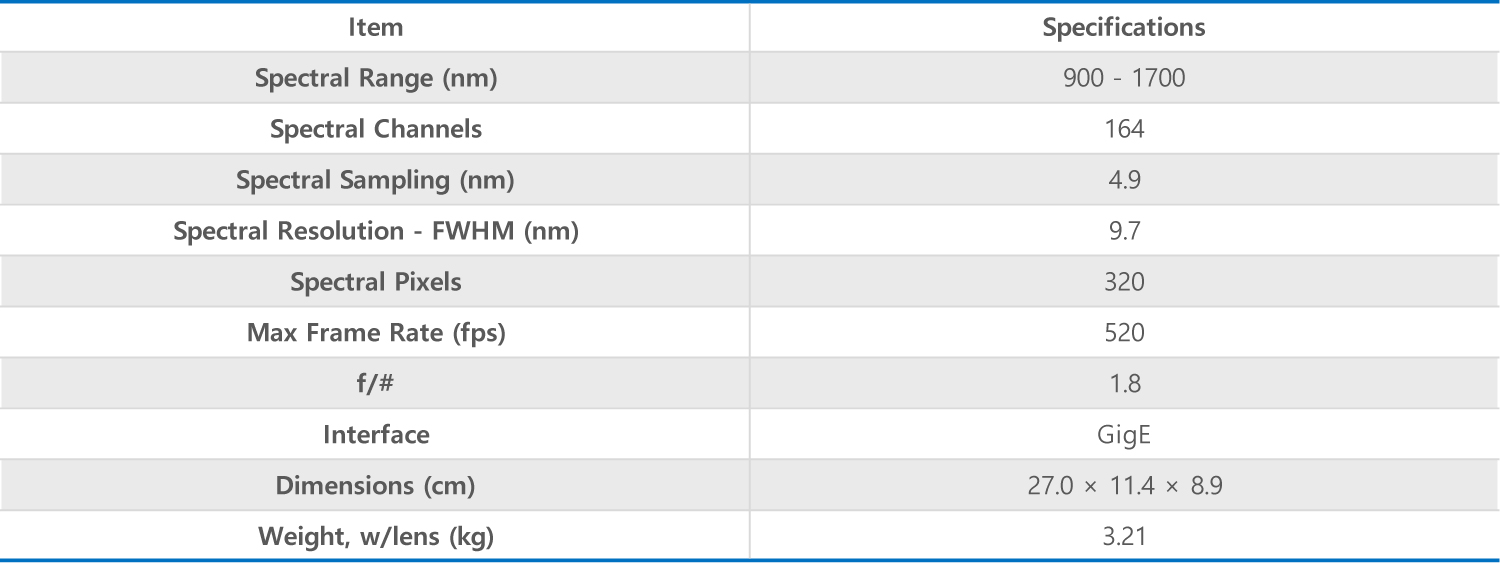 Item Specifications
Spectral Range (nm) 900 - 1700
Spectral Channels 164
Spectral Sampling (nm) 4.9
Spectral Resolution - FWHM (nm) 9.7
Spectral Pixels 320
Max Frame Rate (fps) 520
f/# 1.8
Interface GigE
Dimensions (cm) 27.0 × 11.4 × 8.9
Weight, w/lens (kg) 3.21